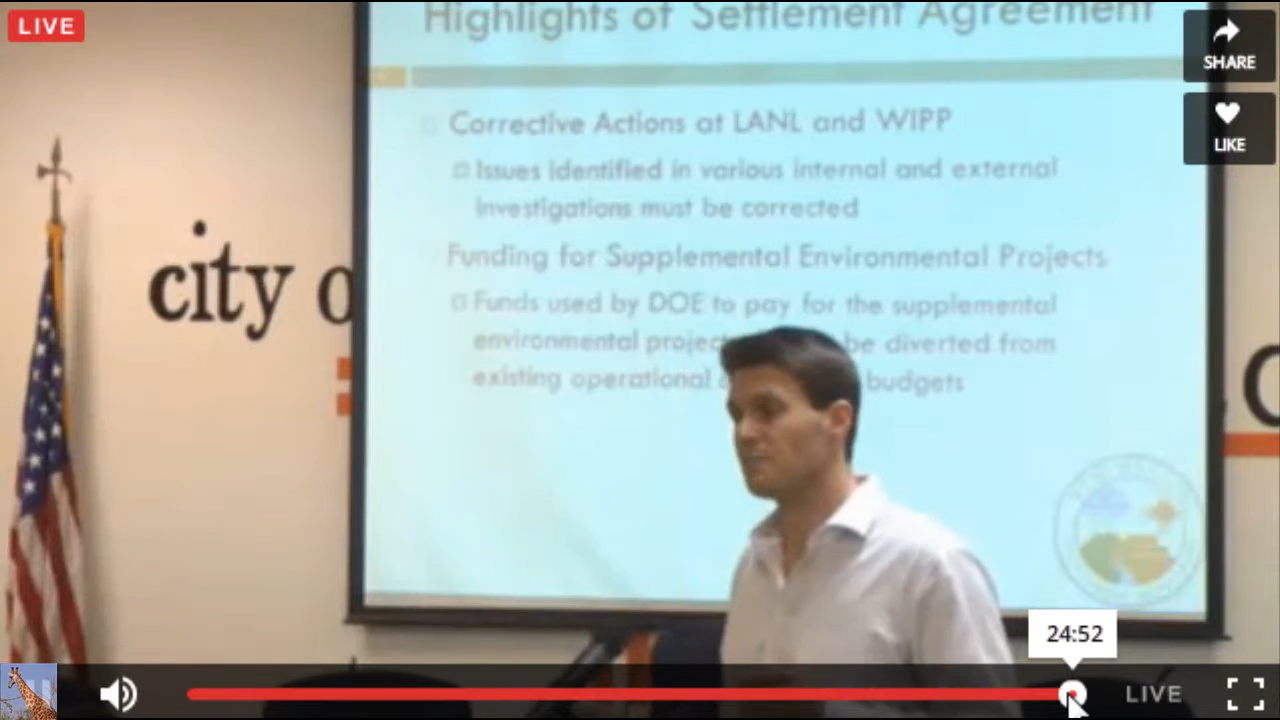 LIVE
Highlights of Settlement Agreement
SHARE
Corrective Actions at LANL and WIPP
LIKE
Issues identified in various internal and external
investigations must be corrected
city o
Funding for Supplemental Environmental Projects
Funds used by DOE to pay for the supplemental
environmental project be diverted from
existing operational budgets
24:52
LIVE